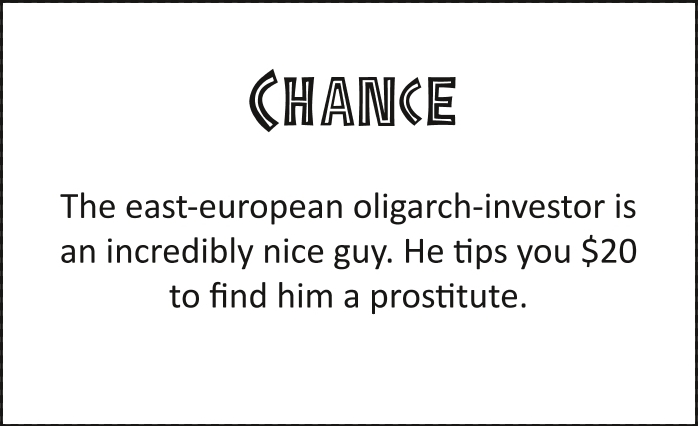 CHANCE
The east-european oligarch-investor is
an incredibly nice guy. He tips you $20
to find him a prostitute.